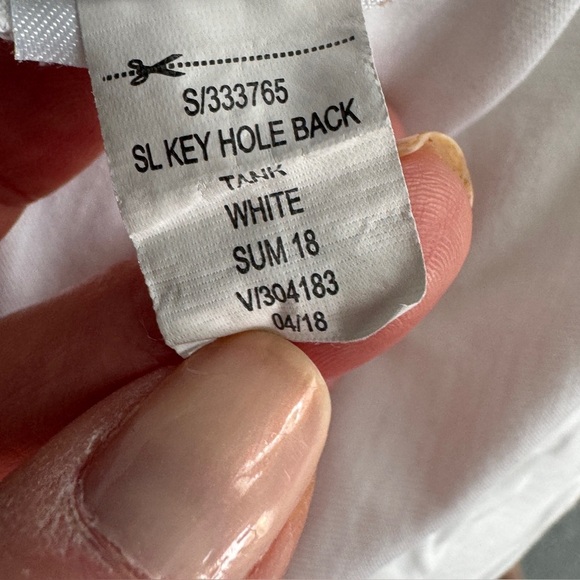 S/333765
SL KEY HOLE BACK
TANK
WHITE
SUM 18
V/304183
04/18